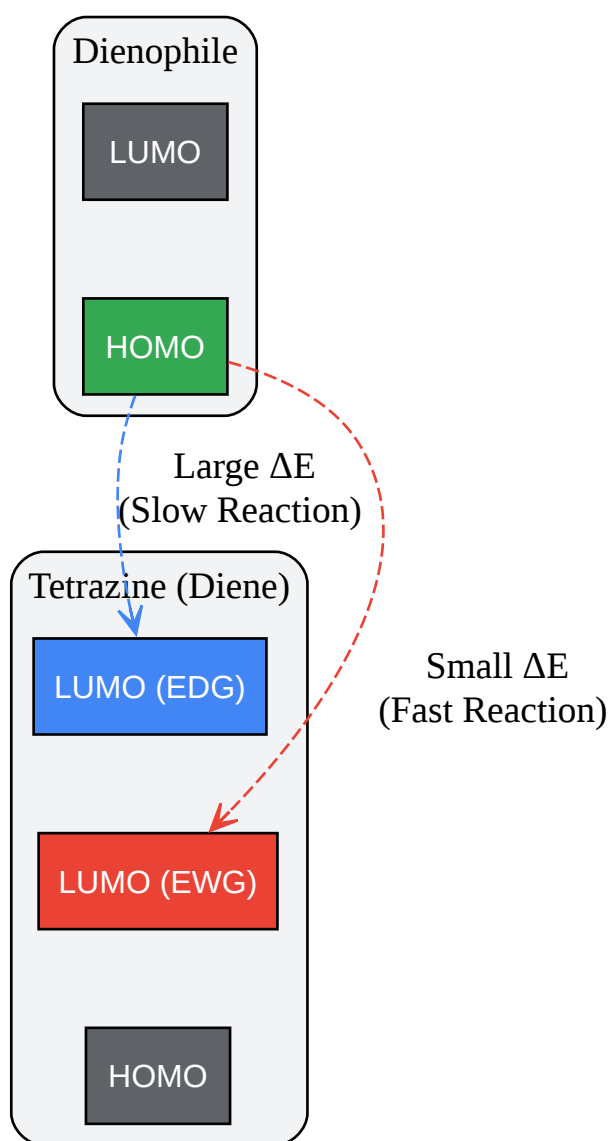 Dienophile
LUMO
HOMO
Large ΔE
(Slow Reaction)
Tetrazine (Diene)
LUMO (EDG)
Small ΔE
(Fast Reaction)
LUMO (EWG)
HOMO